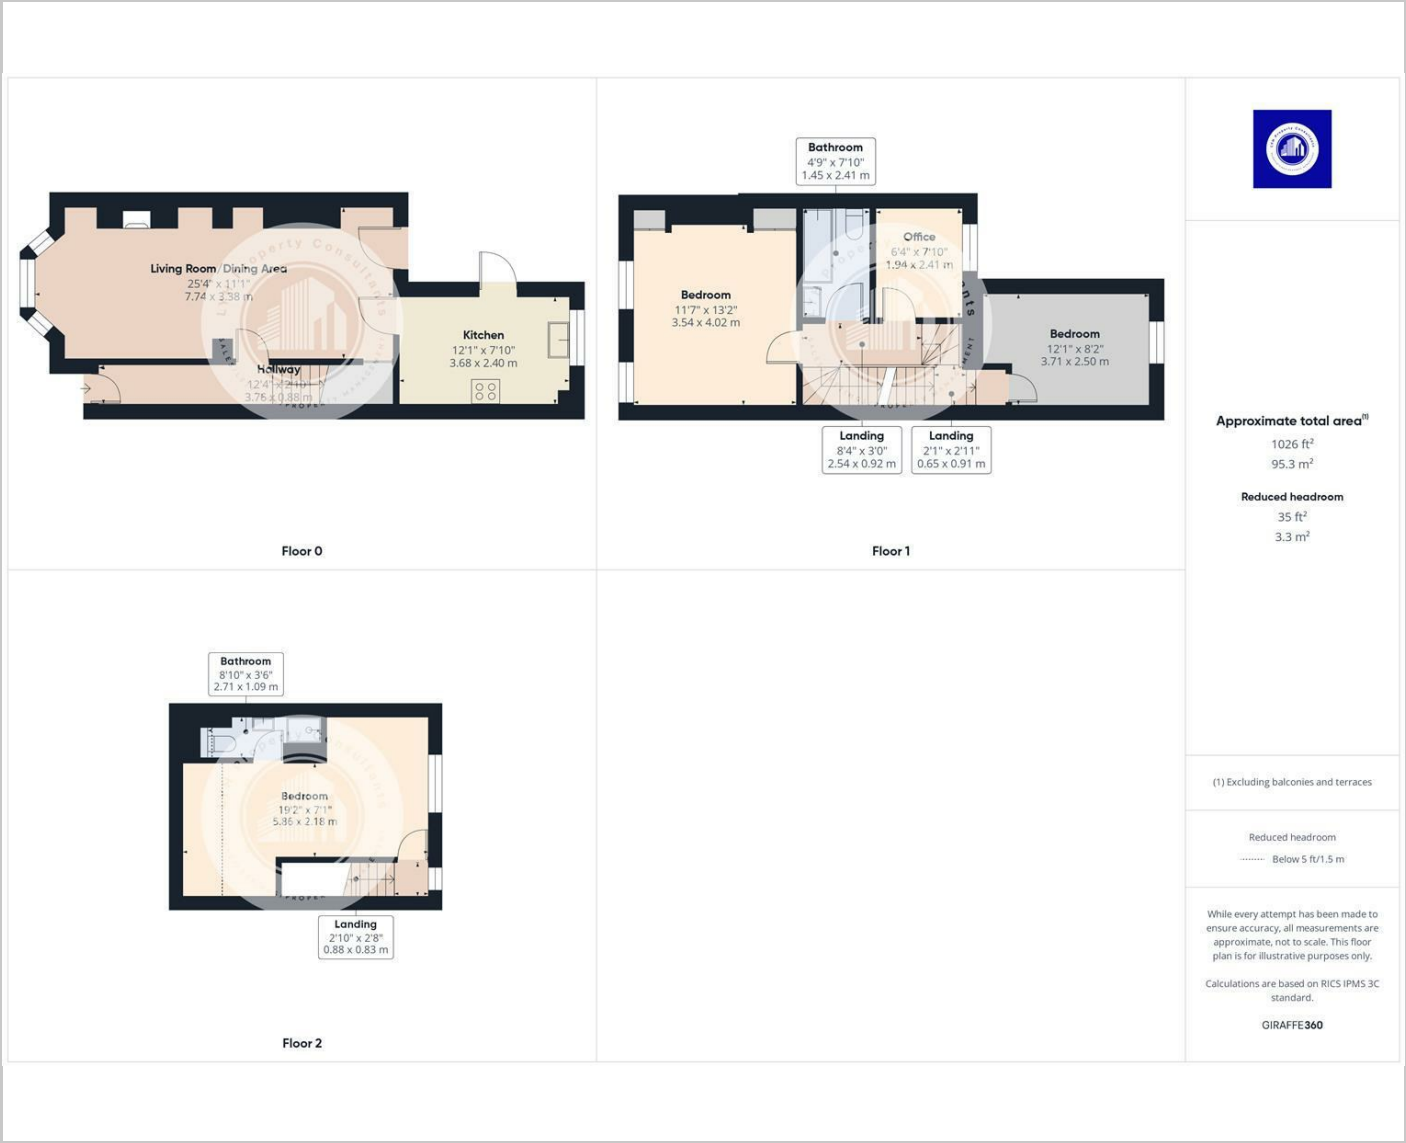 Living Room/Dining Area
25'4" x 11'1"
7.74 x 3.38 m
Kitchen
12'1" x 7'10"
3.68 x 2.40 m
Hallway
12'4" x 2'10"
3.76 x 0.88 m
Floor 0
Bathroom
4'9" x 7'10"
1.45 x 2.41 m
Office
6'4" x 7'10"
1.94 x 2.41 m
Bedroom
11'7" x 13'2"
3.54 x 4.02 m
Bedroom
12'1" x 8'2"
3.71 x 2.50 m
Landing
8'4" x 3'0"
2.54 x 0.92 m
Landing
2'1" x 2'11"
0.65 x 0.91 m
Floor 1
Bathroom
8'10" x 3'6"
2.71 x 1.09 m
Bedroom
19'2" x 7'1"
5.86 x 2.18 m
Landing
2'10" x 2'8"
0.88 x 0.83 m
Floor 2
Approximate total area(1)
1026 ft²
95.3 m²
Reduced headroom
35 ft²
3.3 m²
(1) Excluding balconies and terraces
Reduced headroom
Below 5 ft/1.5 m
While every attempt has been made to
ensure accuracy, all measurements are
approximate, not to scale. This floor
plan is for illustrative purposes only.
Calculations are based on RICS IPMS 3C
standard.
GIRAFFE360